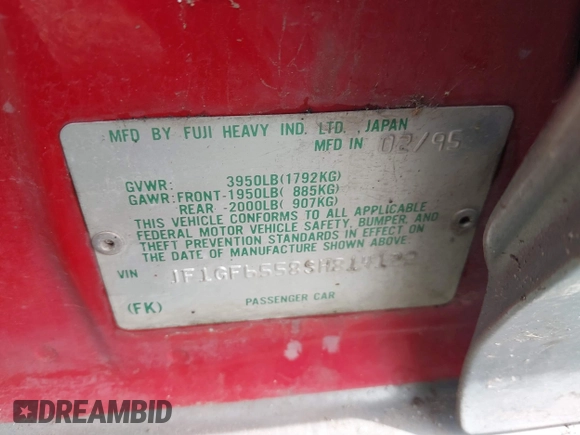 MFD BY FUJI HEAVY IND. LTD. JAPAN
MFD IN 02/95
GVWR: 3950LB(1792KG)
GAWR: FRONT-1950LB( 885KG)
REAR -2000LB( 907KG)
THIS VEHICLE CONFORMS TO ALL APPLICABLE
FEDERAL MOTOR VEHICLE SAFETY, BUMPER, AND
THEFT PREVENTION STANDARDS IN EFFECT ON
THE DATE OF MANUFACTURE SHOWN ABOVE.
VIN
(FK) PASSENGER CAR
DREAMBID